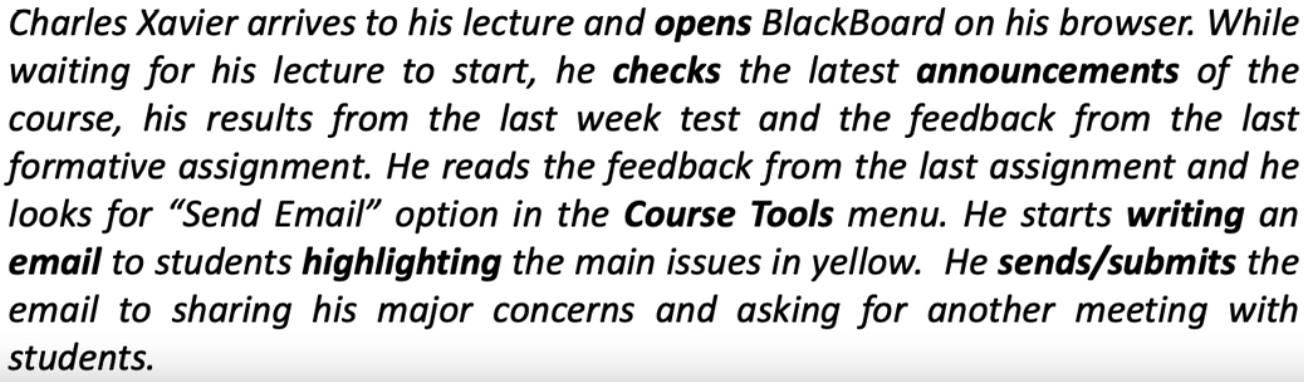 Charles Xavier arrives to his lecture and opens BlackBoard on his browser. While
waiting for his lecture to start, he checks the latest announcements of the
course, his results from the last week test and the feedback from the last
formative assignment. He reads the feedback from the last assignment and he
looks for “Send Email” option in the Course Tools menu. He starts writing an
email to students highlighting the main issues in yellow. He sends/submits the
email to sharing his major concerns and asking for another meeting with
students.